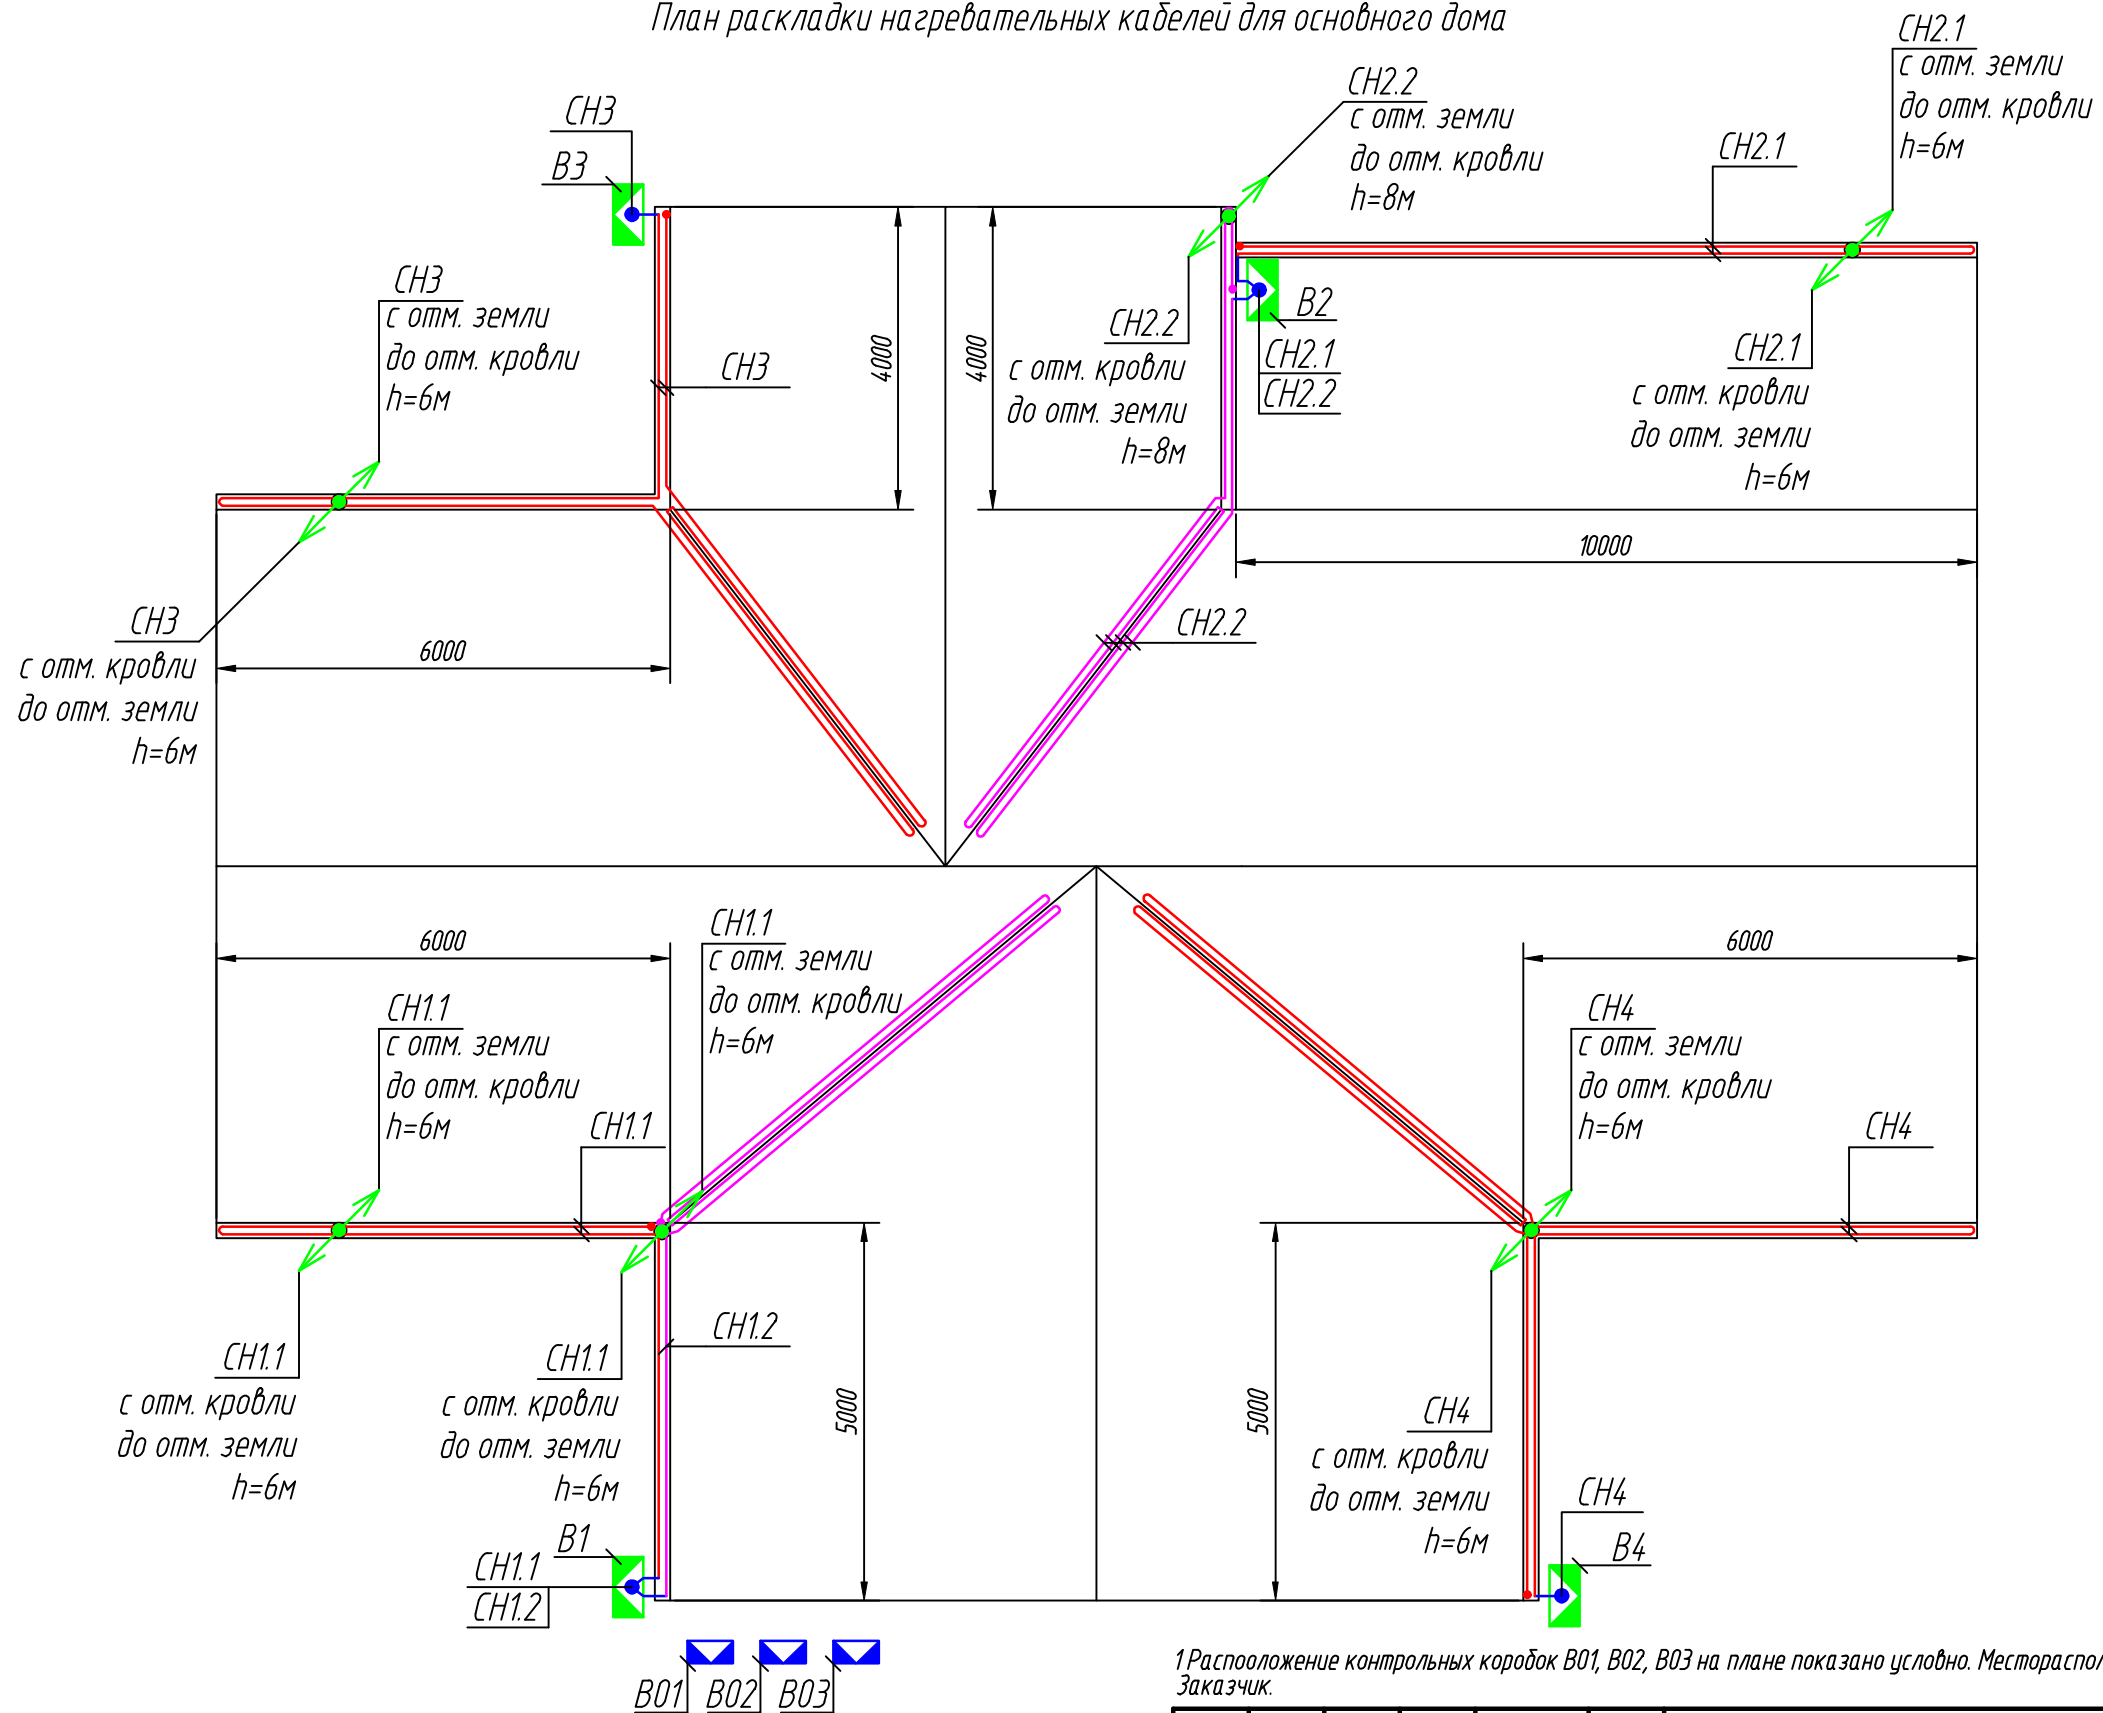 План раскладки нагревательных кабелей для основного дома
СН2.1
с отм. земли
до отм. кровли
h=6м
СН2.2
с отм. земли
до отм. кровли
h=8м
СН3
В3
СН2.1
СН3
с отм. земли
до отм. кровли
h=6м
СН3
4000
4000
СН2.2
с отм. кровли
до отм. земли
h=8м
В2
СН2.1
СН2.2
СН2.1
с отм. кровли
до отм. земли
h=6м
10000
СН3
с отм. кровли
до отм. земли
h=6м
6000
СН2.2
6000
СН1.1
с отм. земли
до отм. кровли
h=6м
6000
СН1.1
с отм. земли
до отм. кровли
h=6м
СН1.1
СН4
с отм. земли
до отм. кровли
h=6м
СН4
СН1.1
с отм. кровли
до отм. земли
h=6м
СН1.1
с отм. кровли
до отм. земли
h=6м
СН1.2
5000
5000
СН4
с отм. кровли
до отм. земли
h=6м
В1
СН1.1
СН1.2
СН4
В4
В01 В02 В03
1 Распооложение контрольных коробок В01, В02, В03 на плане показано условно.
Заказчик.